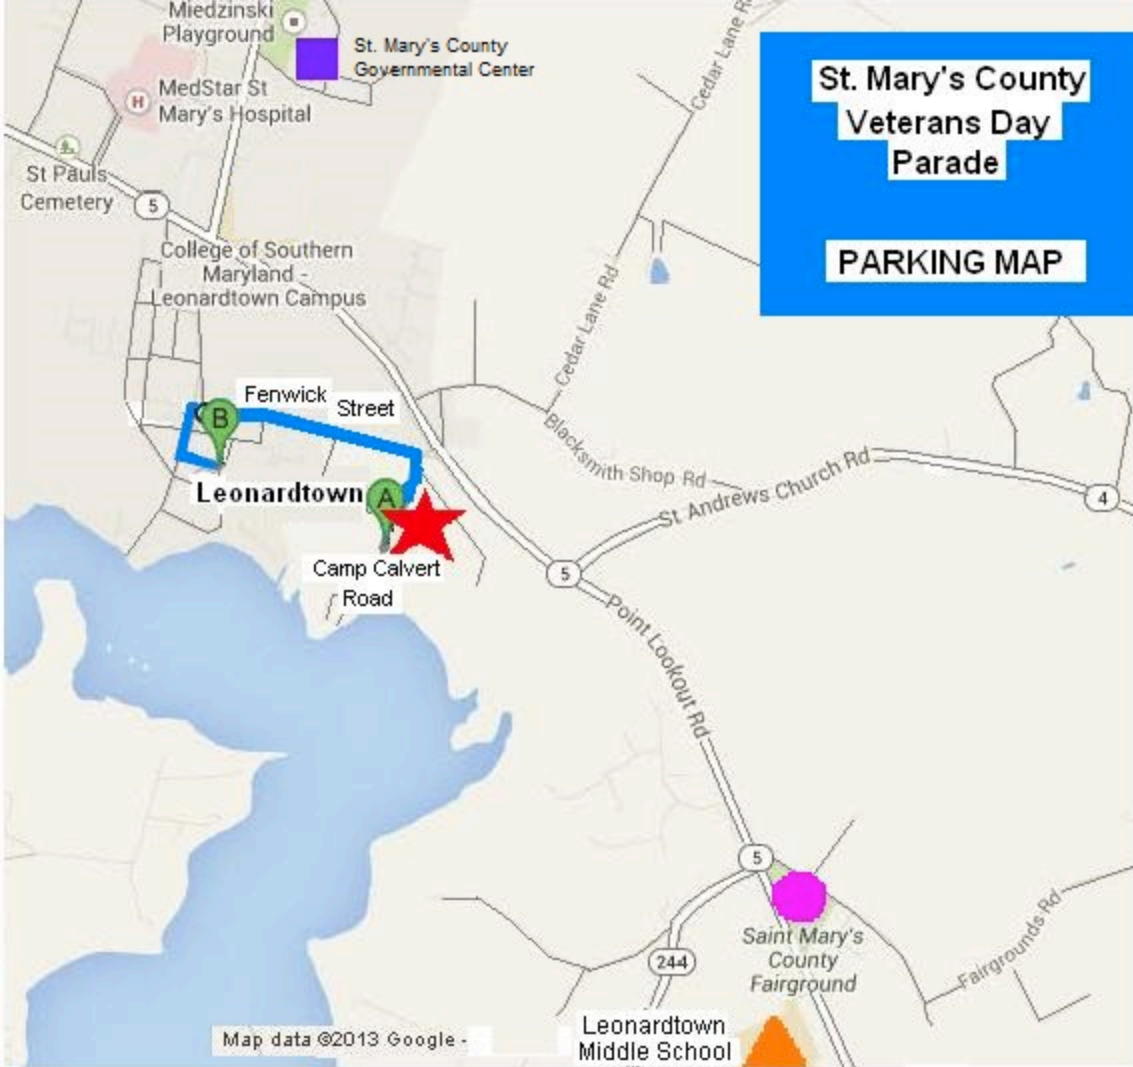 Miedzinski
Playground
St. Mary's County
Governmental Center
MedStar St
Mary's Hospital
H
St Pauls
Cemetery
5
College of Southern
Maryland -
Leonardtown Campus
Cedar Lane Rd
St. Mary's County
Veterans Day
Parade
PARKING MAP
Cedar Lane Rd
Fenwick
Street
B
Blacksmith Shop Rd
St Andrews Church Rd
4
Leonardtown
A
Camp Calvert
Road
5
Point Lookout Rd
5
Saint Mary's
County
Fairground
244
Fairgrounds Rd
Leonardtown
Middle School
Map data ©2013 Google -